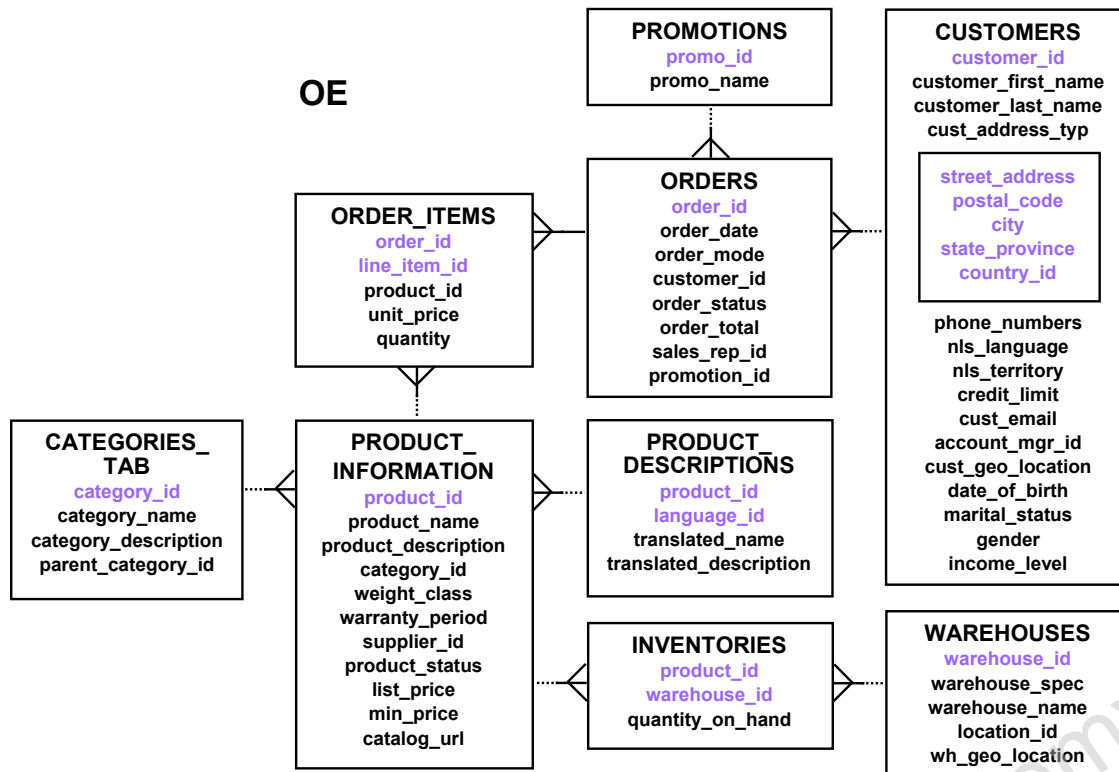 OE
PROMOTIONS
promo_id
promo_name
CUSTOMERS
customer_id
customer_first_name
customer_last_name
cust_address_typ
street_address
postal_code
city
state_province
country_id
phone_numbers
nls_language
nls_territory
credit_limit
cust_email
account_mgr_id
cust_geo_location
date_of_birth
marital_status
gender
income_level
ORDERS
order_id
order_date
order_mode
customer_id
order_status
order_total
sales_rep_id
promotion_id
ORDER_ITEMS
order_id
line_item_id
product_id
unit_price
quantity
CATEGORIES_
TAB
category_id
category_name
category_description
parent_category_id
PRODUCT_
INFORMATION
product_id
product_name
product_description
category_id
weight_class
warranty_period
supplier_id
product_status
list_price
min_price
catalog_url
PRODUCT_
DESCRIPTIONS
product_id
language_id
translated_name
translated_description
INVENTORIES
product_id
warehouse_id
quantity_on_hand
WAREHOUSES
warehouse_id
warehouse_spec
warehouse_name
location_id
wh_geo_location